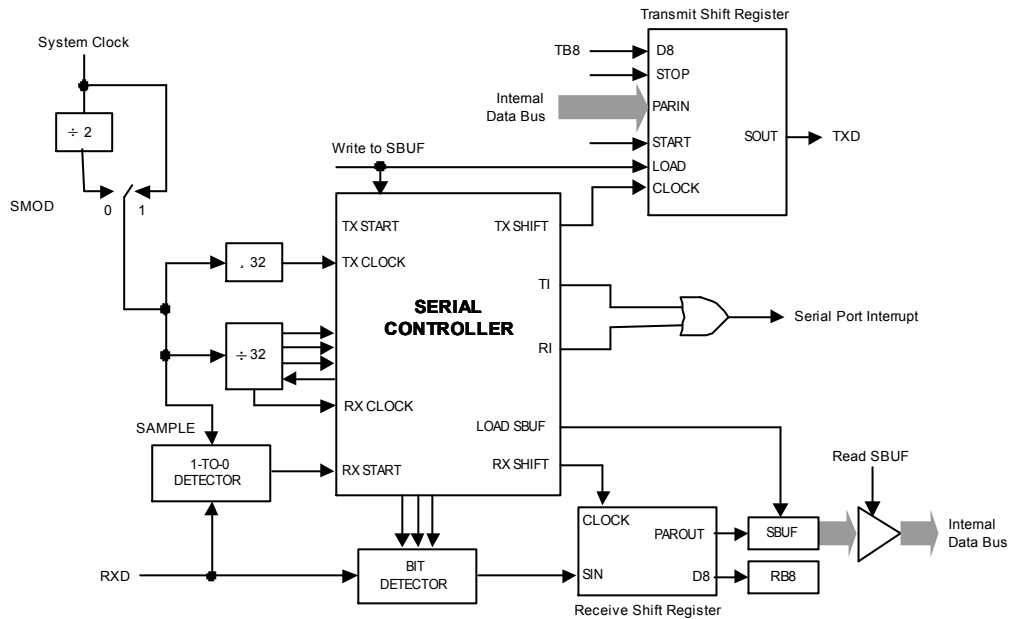 Transmit Shift Register
System Clock
TB8
D8
STOP
Internal
Data Bus
PARIN
÷ 2
SOUT
TXD
START
Write to SBUF
LOAD
CLOCK
SMOD
0
1
TX START
TX SHIFT
¸ 32
TX CLOCK
TI
SERIAL
CONTROLLER
Serial Port Interrupt
÷ 32
RI
RX CLOCK
SAMPLE
LOAD SBUF
1-TO-0
DETECTOR
RX START
RX SHIFT
Read SBUF
CLOCK
PAROUT
SBUF
Internal
Data Bus
RXD
BIT
DETECTOR
SIN
D8
RB8
Receive Shift Register